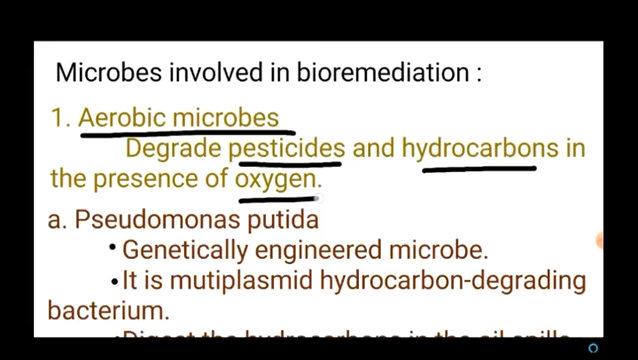 Microbes involved in bioremediation :
1. Aerobic microbes
Degrade pesticides and hydrocarbons in
the presence of oxygen.
a. Pseudomonas putida
• Genetically engineered microbe.
• It is mutiplasmid hydrocarbon-degrading
bacterium.
• Digest the hydrocarbons in the oil spills